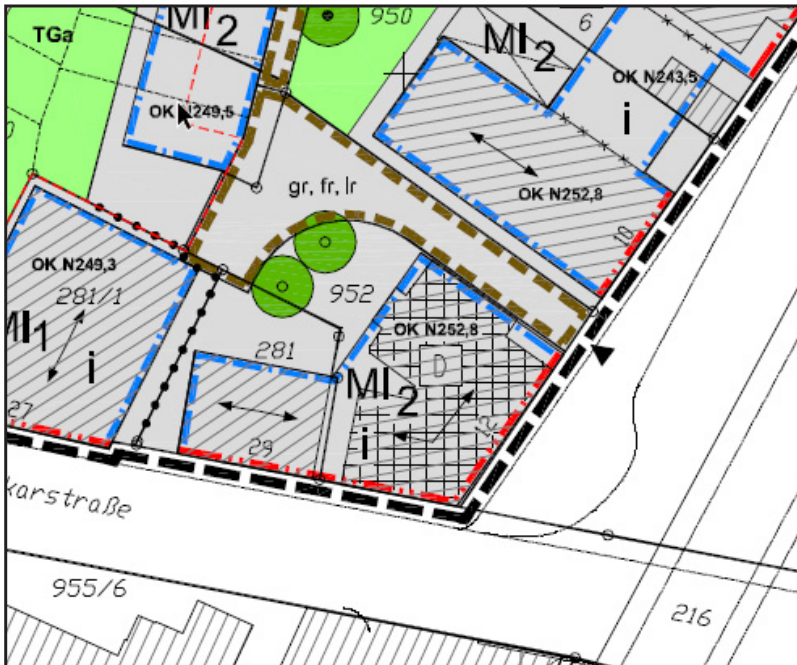 MI2
950
6
TGa
MI2
OK N243,5
OK N249,5
i
gr, fr, lr
OK N252,8
10
OK N249,3
281/1
952
OK N252,8
MI1
i
281
D
MI2
27
i
12
29
karstraße
955/6
216